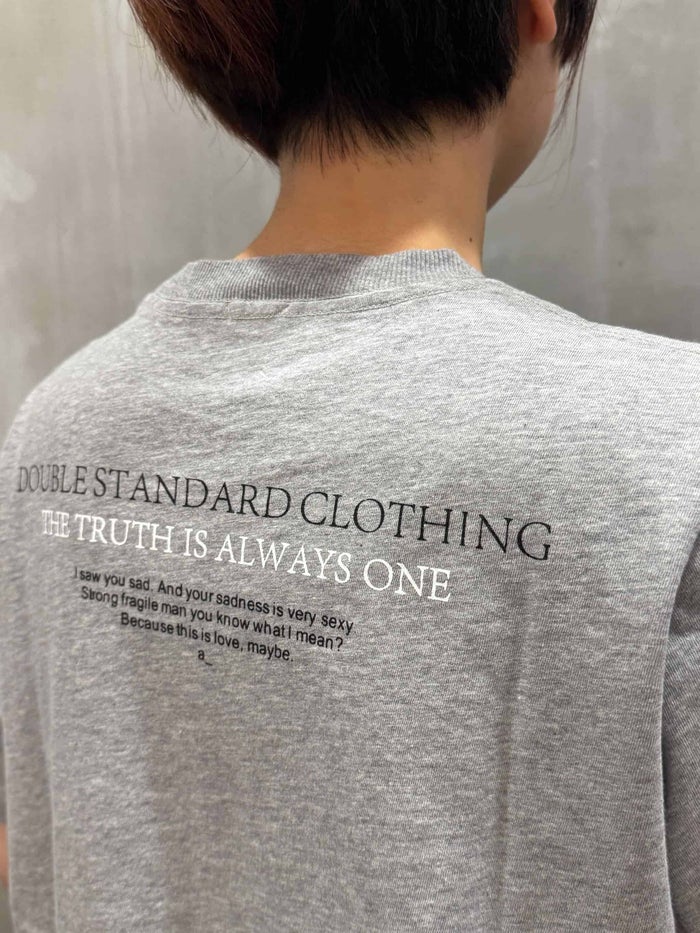 DOUBLE STANDARD CLOTHING
THE TRUTH IS ALWAYS ONE
I saw you sad. And your sadness is very sexy
Strong fragile man you know what I mean?
Because this is love, maybe.
a_